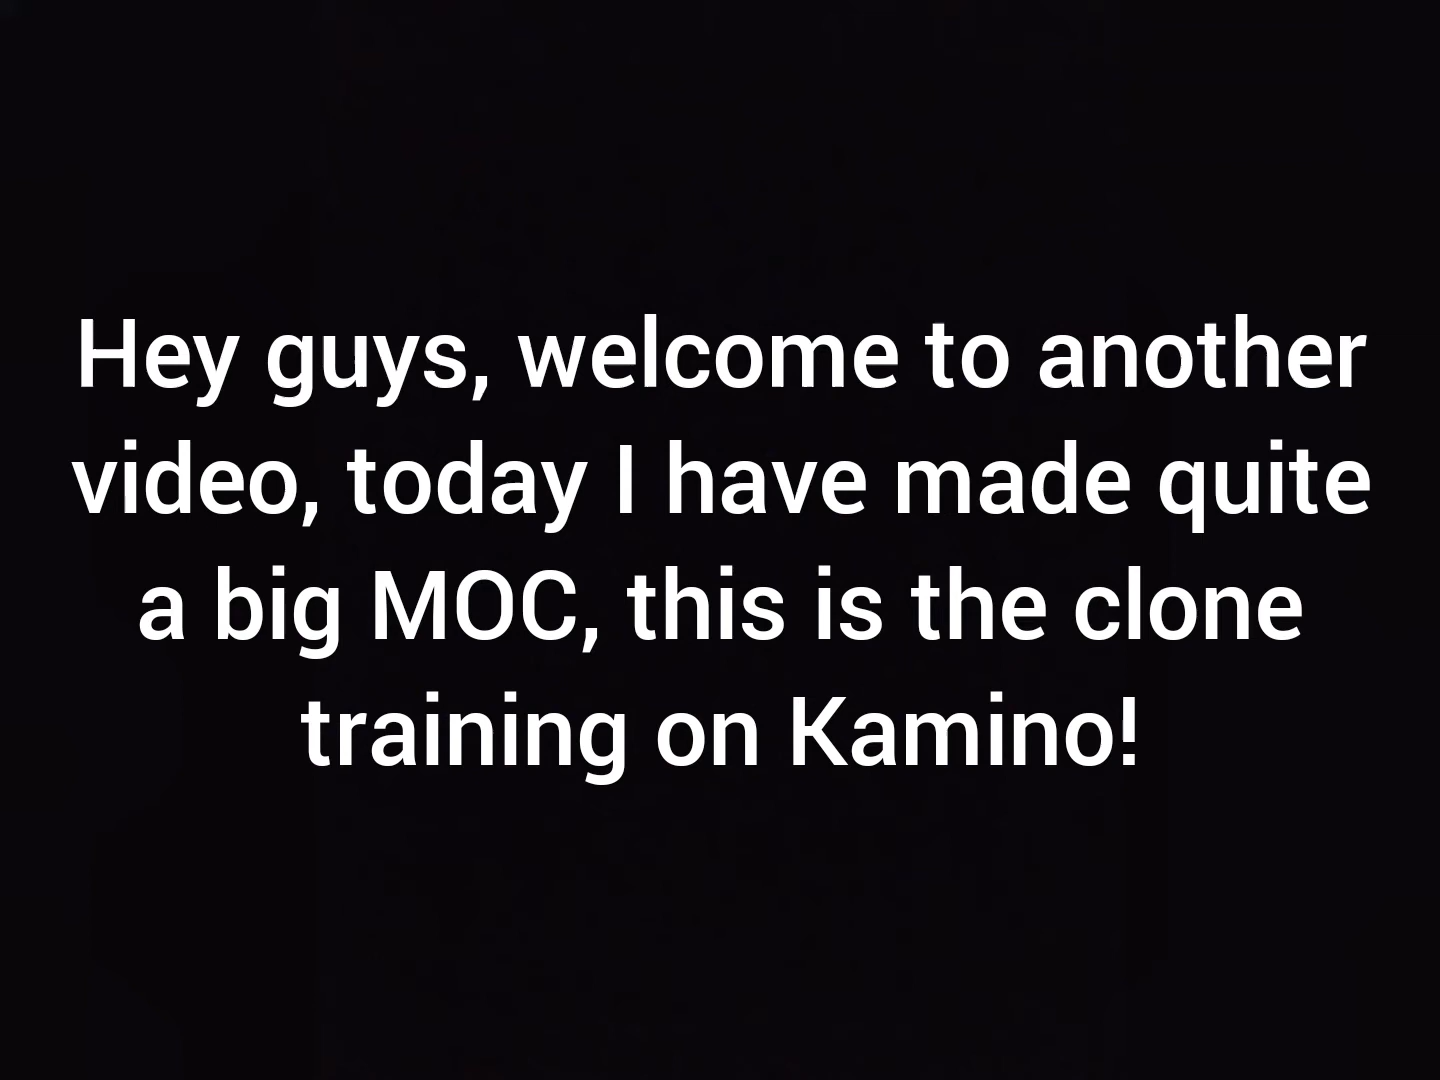 Hey guys, welcome to another
video, today I have made quite
a big MOC, this is the clone
training on Kamino!